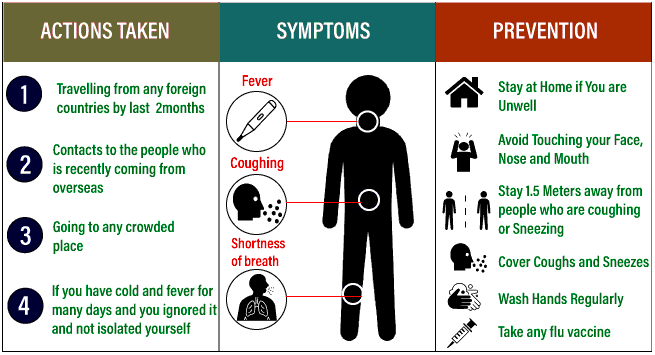 ACTIONS TAKEN
1
Travelling from any foreign
countries by last 2months
2
Contacts to the people who
is recently coming from
overseas
3
Going to any crowded
place
4
If you have cold and fever for
many days and you ignored it
and not isolated yourself
SYMPTOMS
Fever
Coughing
Shortness
of breath
PREVENTION
Stay at Home if You are
Unwell
Avoid Touching your Face,
Nose and Mouth
Stay 1.5 Meters away from
people who are coughing
or Sneezing
Cover Coughs and Sneezes
Wash Hands Regularly
Take any flu vaccine